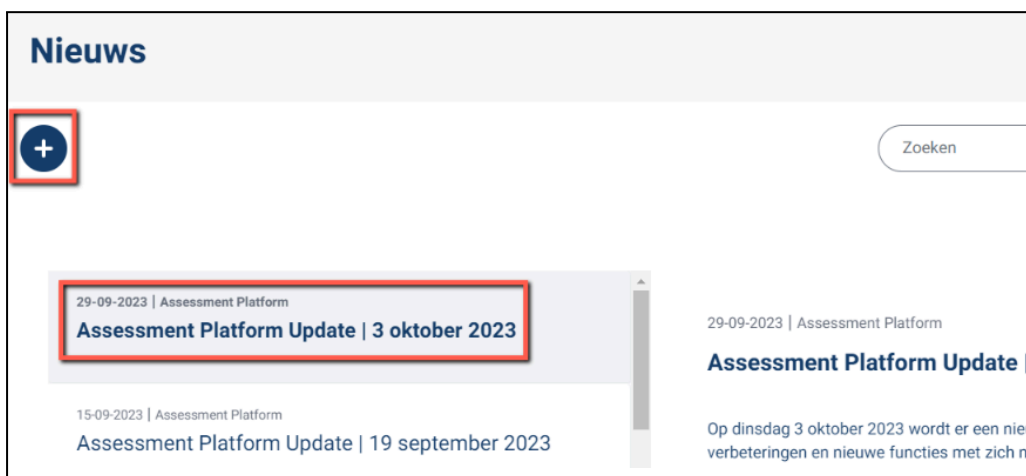 Nieuws
Zoeken
29-09-2023 | Assessment Platform
Assessment Platform Update | 3 oktober 2023
15-09-2023 | Assessment Platform
Assessment Platform Update | 19 september 2023
29-09-2023 | Assessment Platform
Assessment Platform Update |
Op dinsdag 3 oktober 2023 wordt er een
verbeteringen en nieuwe functies met zich